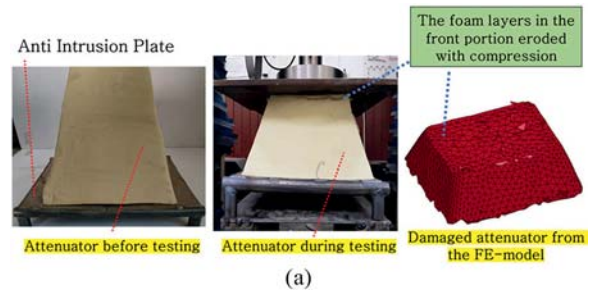 The foam layers in the
front portion eroded
with compression
Anti Intrusion Plate
Attenuator before testing
Attenuator during testing
Damaged attenuator from
the FE-model
(a)